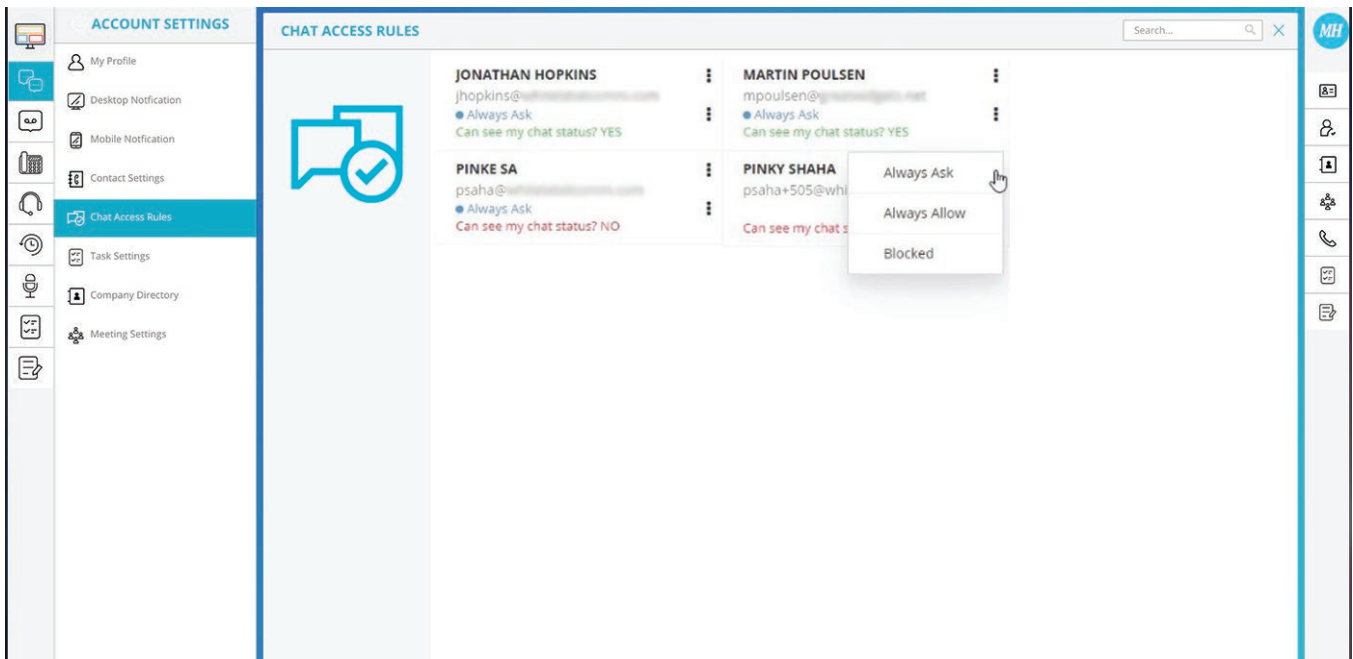 ACCOUNT SETTINGS
My Profile
Desktop Notfication
Mobile Notfication
Contact Settings
Chat Access Rules
Task Settings
Company Directory
Meeting Settings
CHAT ACCESS RULES
Search...
MH
JONATHAN HOPKINS
jhopkins@
Always Ask
Can see my chat status? YES
MARTIN POULSEN
mpoulsen@
Always Ask
Can see my chat status? YES
PINKE SA
psaha@
Always Ask
Can see my chat status? NO
PINKY SHAHA
psaha+505@whi
Can see my chat s
Always Ask
Always Allow
Blocked